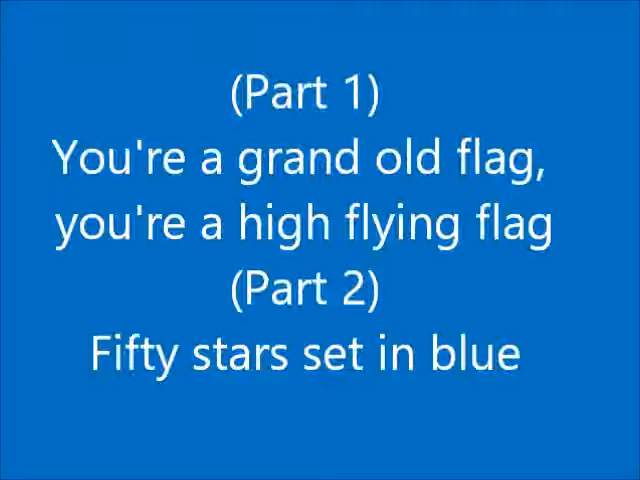 (Part 1)
You're a grand old flag,
you're a high flying flag
(Part 2)
Fifty stars set in blue